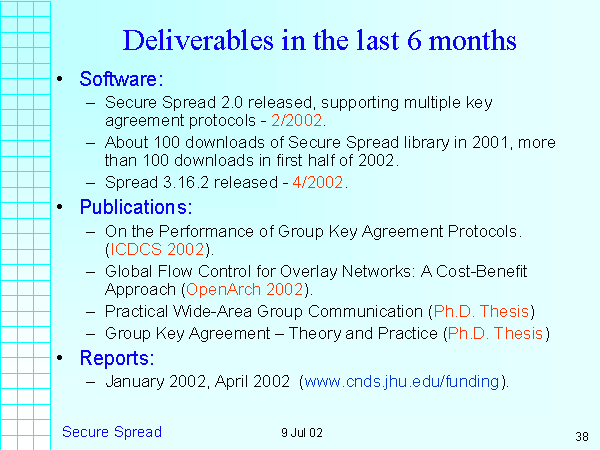 Deliverables in the last 6 months
• Software:
– Secure Spread 2.0 released, supporting multiple key
agreement protocols - 2/2002.
– About 100 downloads of Secure Spread library in 2001, more
than 100 downloads in first half of 2002.
– Spread 3.16.2 released - 4/2002.
• Publications:
– On the Performance of Group Key Agreement Protocols.
(ICDCS 2002).
– Global Flow Control for Overlay Networks: A Cost-Benefit
Approach (OpenArch 2002).
– Practical Wide-Area Group Communication (Ph.D. Thesis)
– Group Key Agreement – Theory and Practice (Ph.D. Thesis)
• Reports:
– January 2002, April 2002 (www.cnds.jhu.edu/funding).
Secure Spread
9 Jul 02
38